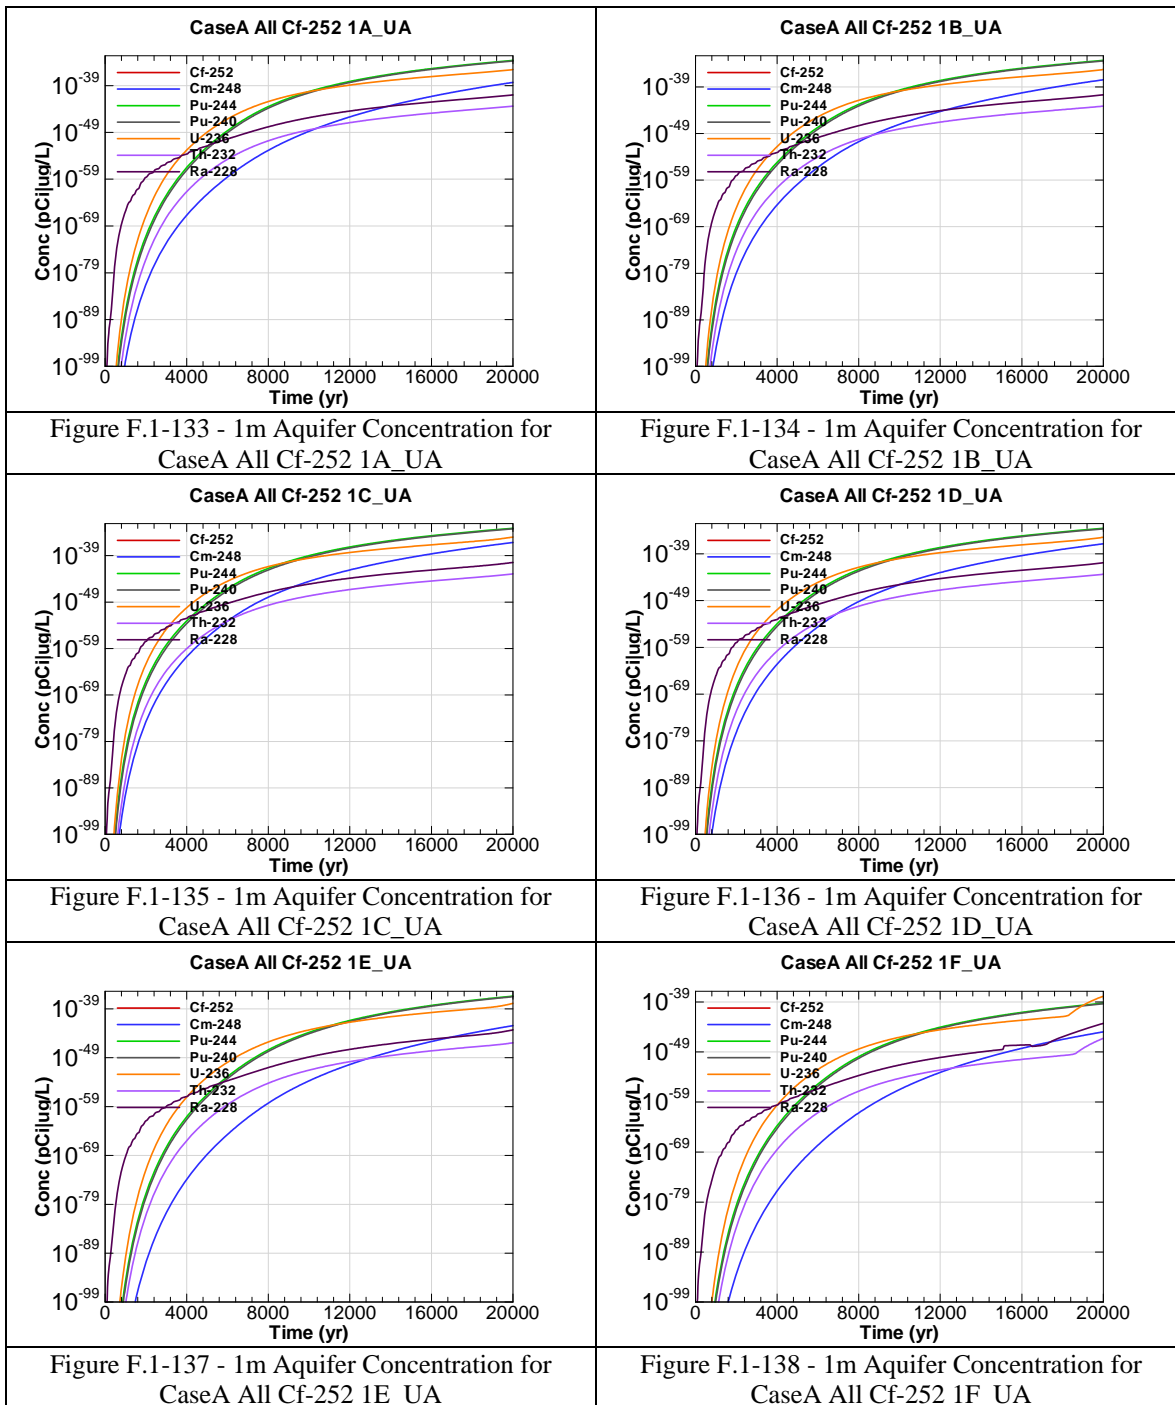 CaseA All Cf-252 1A_UA
Cf-252
Cm-248
Pu-244
Pu-240
U-236
Th-232
Ra-228
Conc (pCi|ug/L)
10^-39
10^-49
10^-59
10^-69
10^-79
10^-89
10^-99
0 4000 8000 12000 16000 20000
Time (yr)
Figure F.1-133 - 1m Aquifer Concentration for
CaseA All Cf-252 1A_UA
CaseA All Cf-252 1B_UA
Cf-252
Cm-248
Pu-244
Pu-240
U-236
Th-232
Ra-228
Conc (pCi|ug/L)
10^-39
10^-49
10^-59
10^-69
10^-79
10^-89
10^-99
0 4000 8000 12000 16000 20000
Time (yr)
Figure F.1-134 - 1m Aquifer Concentration for
CaseA All Cf-252 1B_UA
CaseA All Cf-252 1C_UA
Cf-252
Cm-248
Pu-244
Pu-240
U-236
Th-232
Ra-228
Conc (pCi|ug/L)
10^-39
10^-49
10^-59
10^-69
10^-79
10^-89
10^-99
0 4000 8000 12000 16000 20000
Time (yr)
Figure F.1-135 - 1m Aquifer Concentration for
CaseA All Cf-252 1C_UA
CaseA All Cf-252 1D_UA
Cf-252
Cm-248
Pu-244
Pu-240
U-236
Th-232
Ra-228
Conc (pCi|ug/L)
10^-39
10^-49
10^-59
10^-69
10^-79
10^-89
10^-99
0 4000 8000 12000 16000 20000
Time (yr)
Figure F.1-136 - 1m Aquifer Concentration for
CaseA All Cf-252 1D_UA
CaseA All Cf-252 1E_UA
Cf-252
Cm-248
Pu-244
Pu-240
U-236
Th-232
Ra-228
Conc (pCi|ug/L)
10^-39
10^-49
10^-59
10^-69
10^-79
10^-89
10^-99
0 4000 8000 12000 16000 20000
Time (yr)
Figure F.1-137 - 1m Aquifer Concentration for
CaseA All Cf-252 1E_UA
CaseA All Cf-252 1F_UA
Cf-252
Cm-248
Pu-244
Pu-240
U-236
Th-232
Ra-228
Conc (pCi|ug/L)
10^-39
10^-49
10^-59
10^-69
10^-79
10^-89
10^-99
0 4000 8000 12000 16000 20000
Time (yr)
Figure F.1-138 - 1m Aquifer Concentration for
CaseA All Cf-252 1F_UA